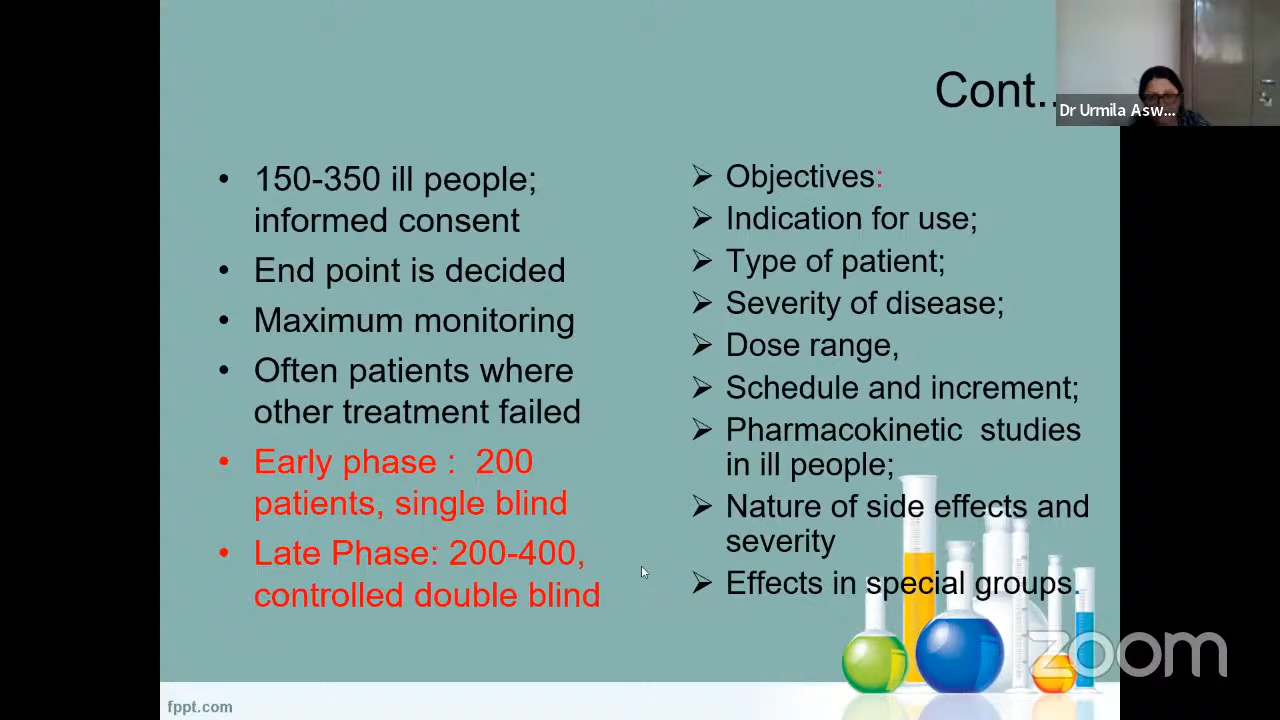 Cont..
Dr Urmila Asw...
• 150-350 ill people;
informed consent
• End point is decided
• Maximum monitoring
• Often patients where
other treatment failed
• Early phase : 200
patients, single blind
• Late Phase: 200-400,
controlled double blind
➢ Objectives:
➢ Indication for use;
➢ Type of patient;
➢ Severity of disease;
➢ Dose range,
➢ Schedule and increment;
➢ Pharmacokinetic studies
in ill people;
➢ Nature of side effects and
severity
➢ Effects in special groups.
zoom
fppt.com